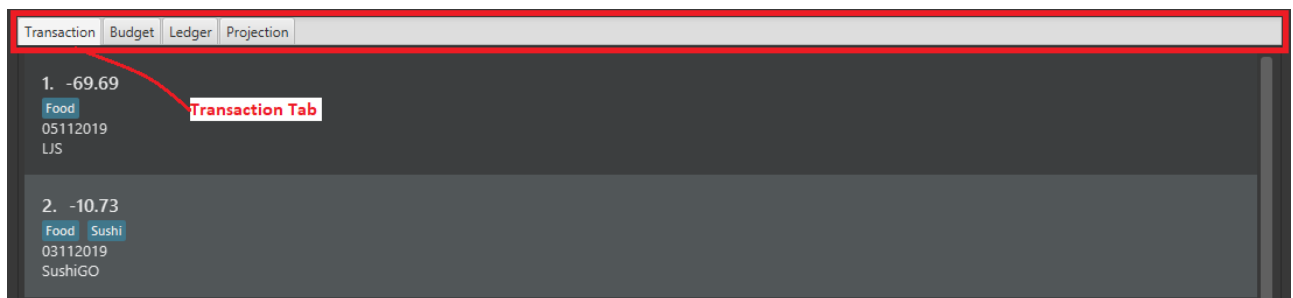 Transaction Budget Ledger Projection
1. -69.69
Food
Transaction Tab
05112019
LJS
2. -10.73
Food Sushi
03112019
SushiGO